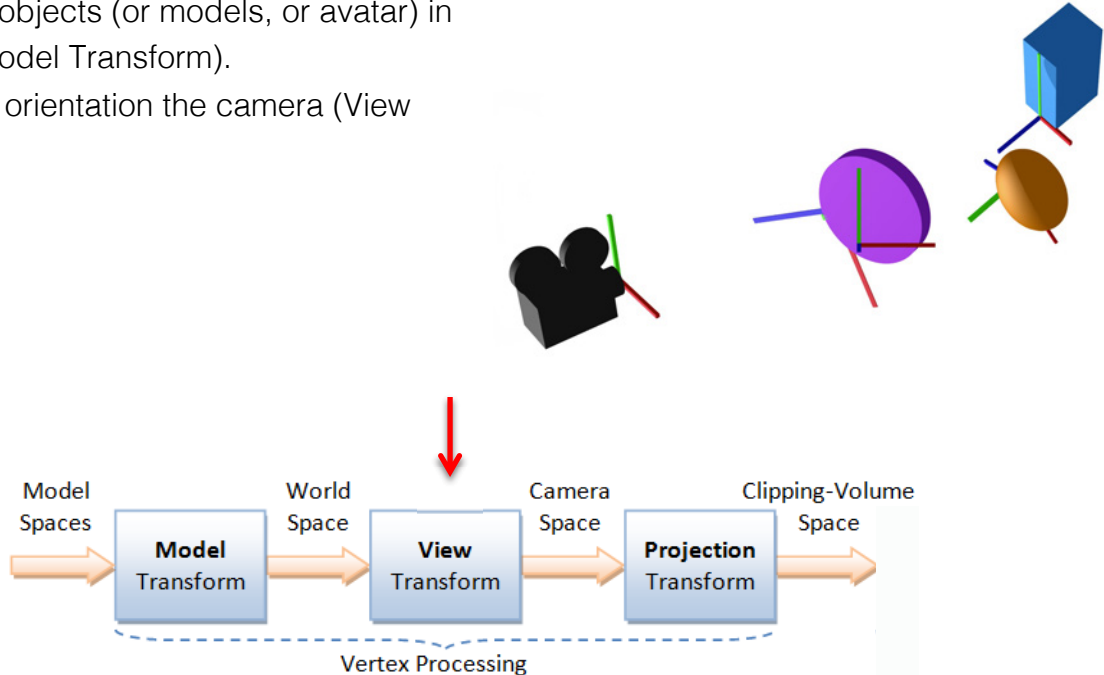 objects (or models, or avatar) in
odel Transform).
orientation the camera (View
Model
Spaces
World
Space
Camera
Space
Clipping-Volume
Space
Model
Transform
View
Transform
Projection
Transform
Vertex Processing